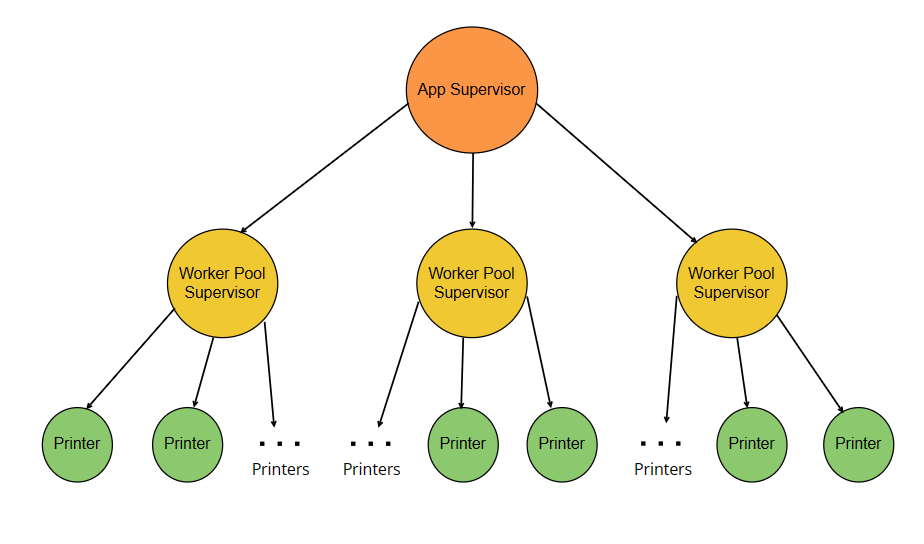 App Supervisor
Worker Pool
Supervisor
Worker Pool
Supervisor
Worker Pool
Supervisor
Printer
Printer
. . .
Printers
. . .
Printers
Printer
Printer
. . .
Printers
Printer
Printer